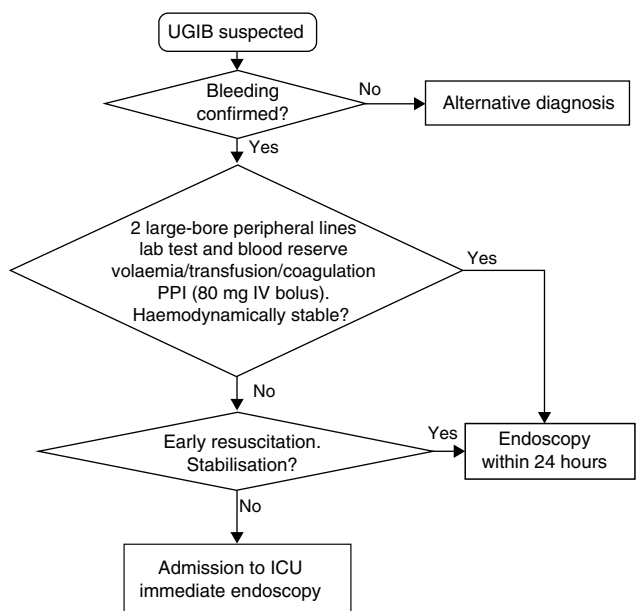 UGIB suspected
Bleeding
confirmed?
No
Alternative diagnosis
Yes
2 large-bore peripheral lines
lab test and blood reserve
volaemia/transfusion/coagulation
PPI (80 mg IV bolus).
Haemodynamically stable?
Yes
No
Early resuscitation.
Stabilisation?
Yes
Endoscopy
within 24 hours
No
Admission to ICU
immediate endoscopy